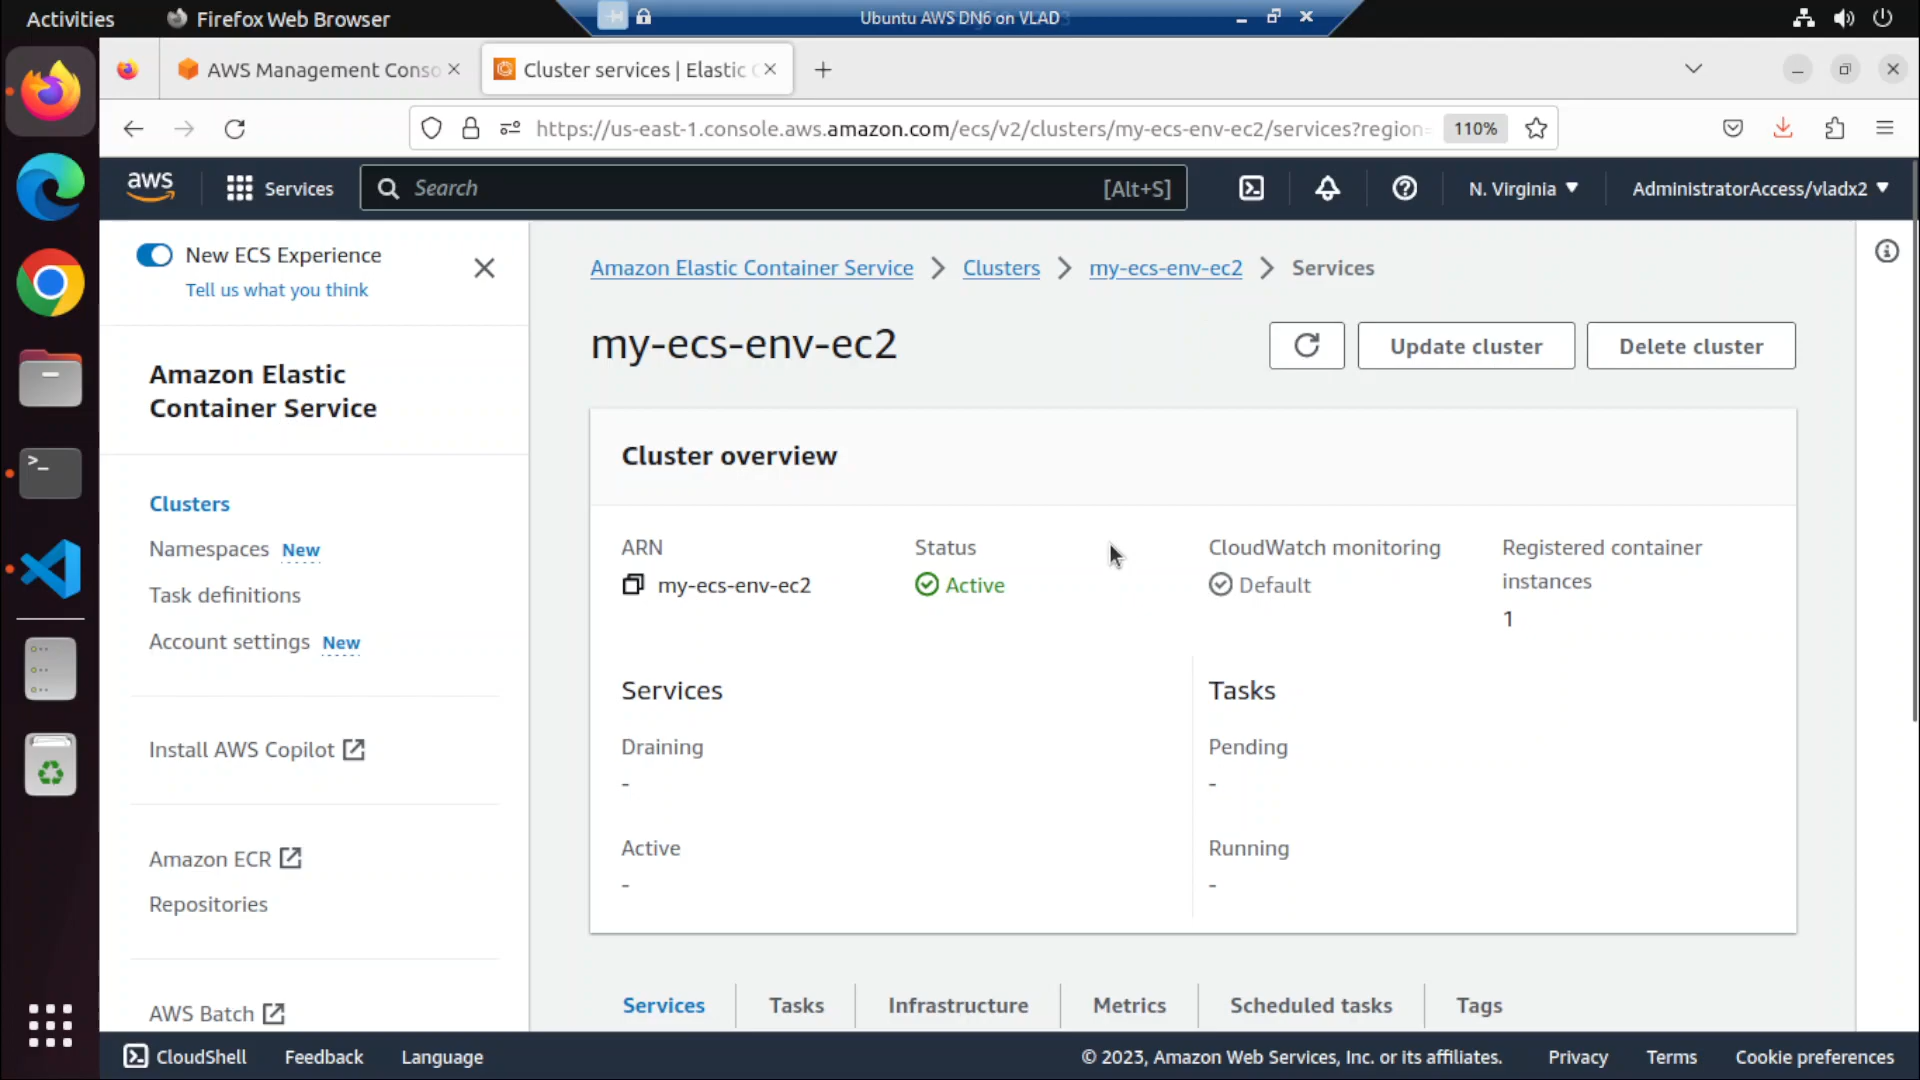 Activities
Firefox Web Browser
Ubuntu AWS DN6 on VLAD
AWS Management Conso
Cluster services | Elastic C
https://us-east-1.console.aws.amazon.com/ecs/v2/clusters/my-ecs-env-ec2/services?region=
110%
aws
Services
Search
[Alt+S]
N. Virginia
AdministratorAccess/vladx2
New ECS Experience
Tell us what you think
Amazon Elastic
Container Service
Clusters
Namespaces New
Task definitions
Account settings New
Install AWS Copilot
Amazon ECR
Repositories
AWS Batch
Amazon Elastic Container Service > Clusters > my-ecs-env-ec2 > Services
my-ecs-env-ec2
Update cluster
Delete cluster
Cluster overview
ARN
my-ecs-env-ec2
Status
Active
CloudWatch monitoring
Default
Registered container
instances
1
Services
Draining
-
Active
-
Tasks
Pending
-
Running
-
Services
Tasks
Infrastructure
Metrics
Scheduled tasks
Tags
CloudShell
Feedback
Language
© 2023, Amazon Web Services, Inc. or its affiliates.
Privacy
Terms
Cookie preferences